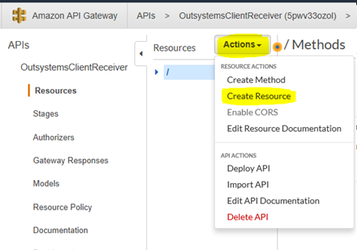 Amazon API Gateway APIs > OutsystemsClientReceiver (5pwv33ozol) >
APIs
OutsystemsClientReceiver
Resources
Stages
Authorizers
Gateway Responses
Models
Resource Policy
Documentation
Resources Actions / Methods
/
RESOURCE ACTIONS
Create Method
Create Resource
Enable CORS
Edit Resource Documentation
API ACTIONS
Deploy API
Import API
Edit API Documentation
Delete API